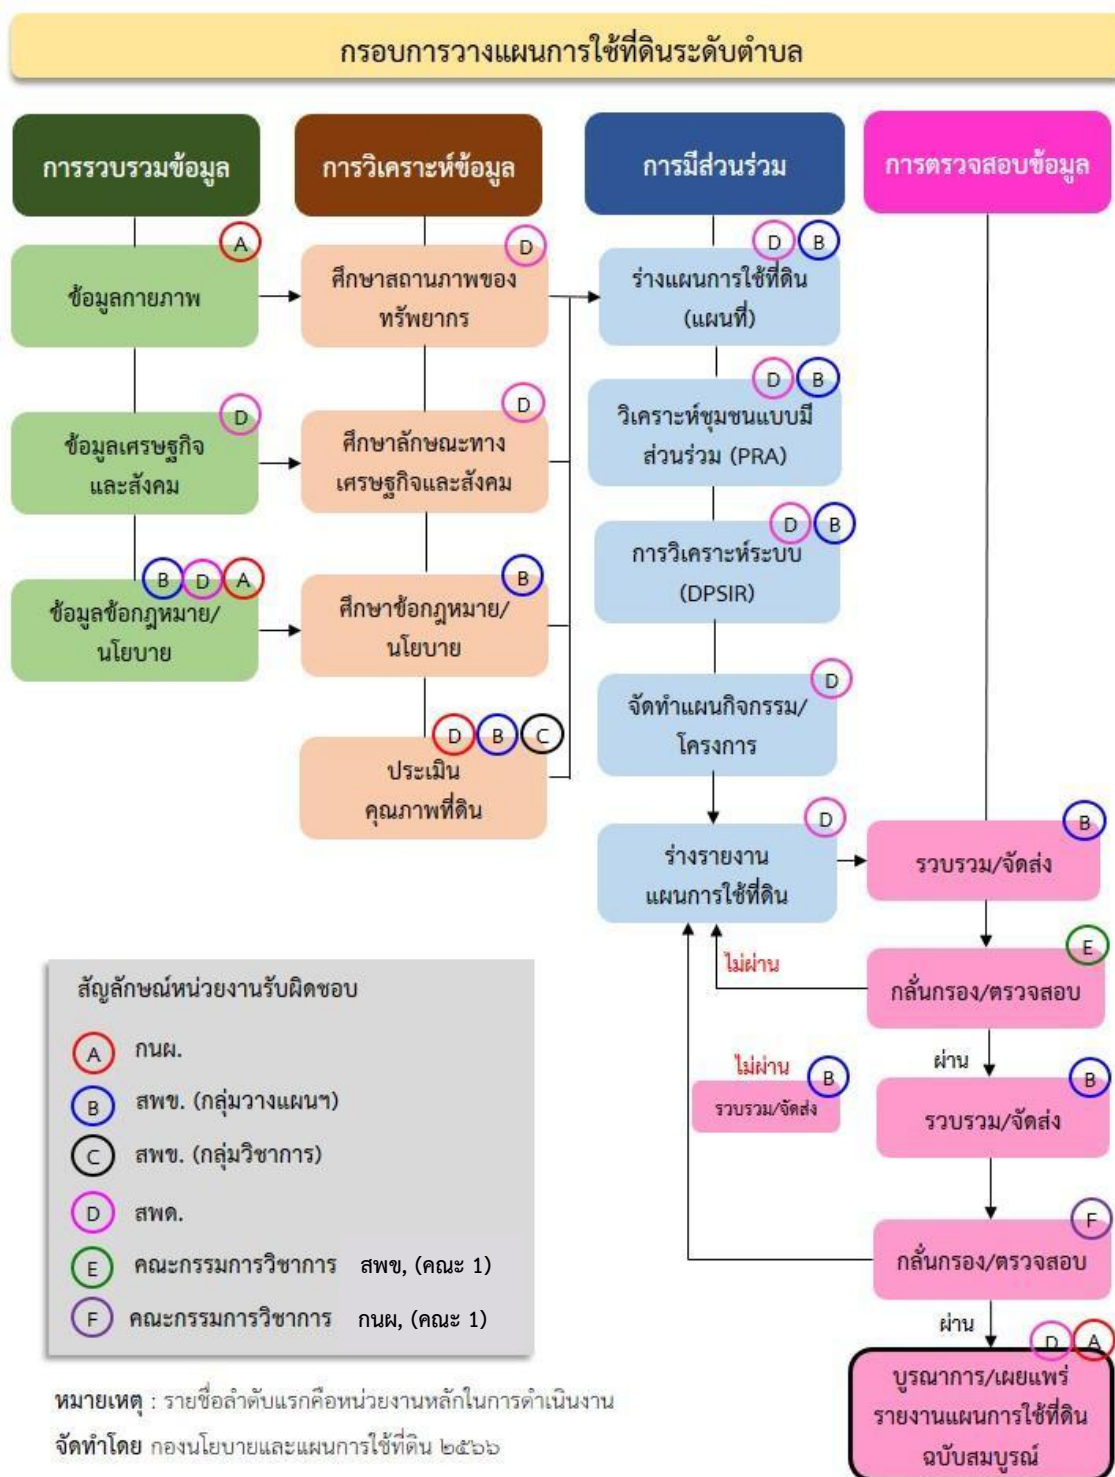 กรอบการวางแผนการใช้ที่ดินระดับตำบล
การรวบรวมข้อมูล
A
ข้อมูลกายภาพ
D
ข้อมูลเศรษฐกิจ
และสังคม
B D A
ข้อมูลข้อกฎหมาย/
นโยบาย
การวิเคราะห์ข้อมูล
D
ศึกษาสถานภาพของ
ทรัพยากร
D
ศึกษาลักษณะทาง
เศรษฐกิจและสังคม
B
ศึกษาข้อกฎหมาย/
นโยบาย
D B C
ประเมิน
คุณภาพที่ดิน
การมีส่วนร่วม
D B
ร่างแผนการใช้ที่ดิน
(แผนที่)
D B
วิเคราะห์ชุมชนแบบมี
ส่วนร่วม (PRA)
D B
การวิเคราะห์ระบบ
(DPSIR)
D
จัดทำแผนกิจกรรม/
โครงการ
D
ร่างรายงาน
แผนการใช้ที่ดิน
การตรวจสอบข้อมูล
B
รวบรวม/จัดส่ง
E
กลั่นกรอง/ตรวจสอบ
ไม่ผ่าน
ผ่าน
B
รวบรวม/จัดส่ง
ไม่ผ่าน
B
รวบรวม/จัดส่ง
F
กลั่นกรอง/ตรวจสอบ
ผ่าน
D A
บูรณาการ/เผยแพร่
รายงานแผนการใช้ที่ดิน
ฉบับสมบูรณ์
สัญลักษณ์หน่วยงานรับผิดชอบ
A กนผ.
B สพข. (กลุ่มวางแผนฯ)
C สพข. (กลุ่มวิชาการ)
D สพด.
E คณะกรรมการวิชาการ สพข, (คณะ 1)
F คณะกรรมการวิชาการ กนผ, (คณะ 1)
หมายเหตุ : รายชื่อลำดับแรกคือหน่วยงานหลักในการดำเนินงาน
จัดทำโดย กองนโยบายและแผนการใช้ที่ดิน ๒๕๖๖